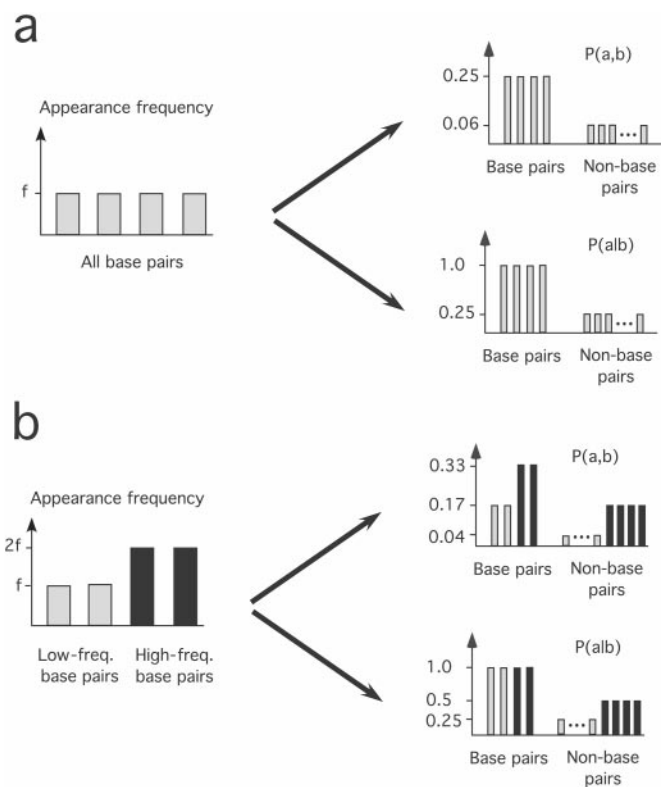 a
Appearance frequency
f
All base pairs
P(a,b)
0.25
0.06
Base pairs
Non-base
pairs
P(alb)
1.0
0.25
Base pairs
Non-base
pairs
b
Appearance frequency
2f
f
Low-freq.
base pairs
High-freq.
base pairs
P(a,b)
0.33
0.17
0.04
Base pairs
Non-base
pairs
P(alb)
1.0
0.5
0.25
Base pairs
Non-base
pairs